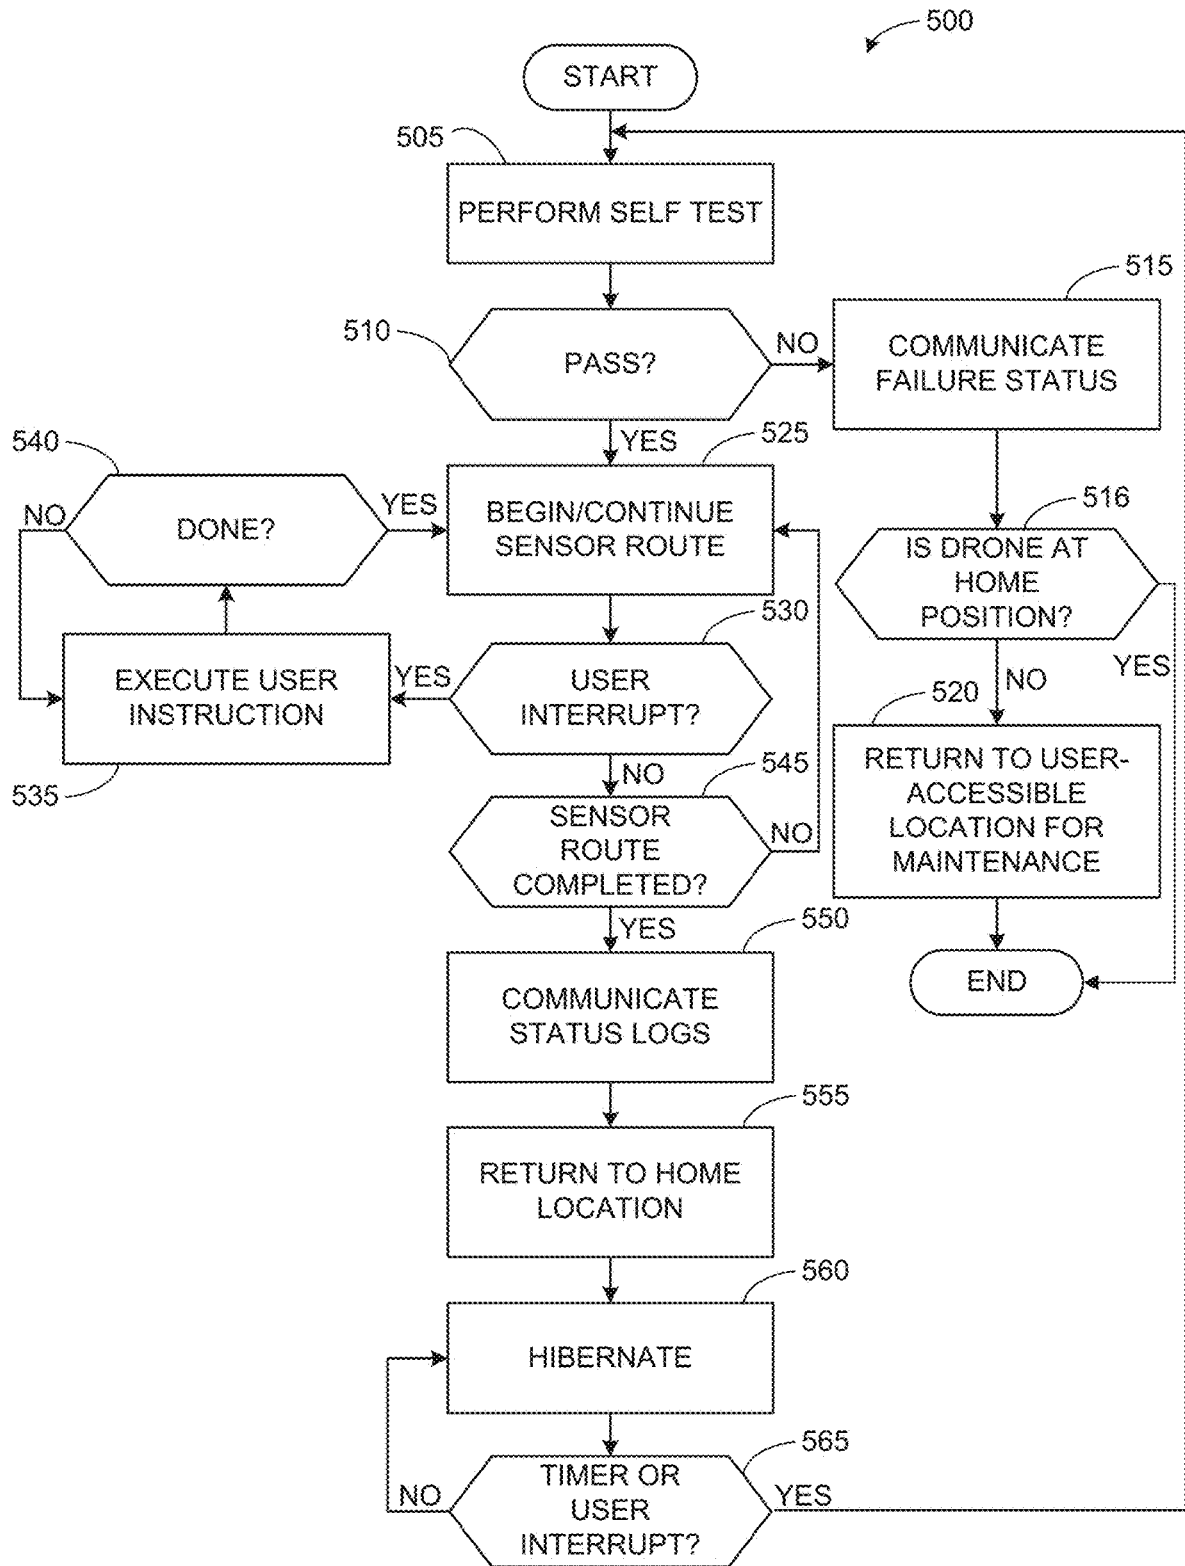 500
START
505
PERFORM SELF TEST
515
510
PASS?
NO
COMMUNICATE
FAILURE STATUS
YES
525
540
NO
DONE?
YES
BEGIN/CONTINUE
SENSOR ROUTE
516
IS DRONE AT
HOME
POSITION?
YES
NO
530
EXECUTE USER
INSTRUCTION
535
YES
USER
INTERRUPT?
NO
545
520
RETURN TO USER-
ACCESSIBLE
LOCATION FOR
MAINTENANCE
SENSOR
ROUTE
COMPLETED?
NO
YES
550
END
COMMUNICATE
STATUS LOGS
555
RETURN TO HOME
LOCATION
560
HIBERNATE
565
NO
TIMER OR
USER
INTERRUPT?
YES